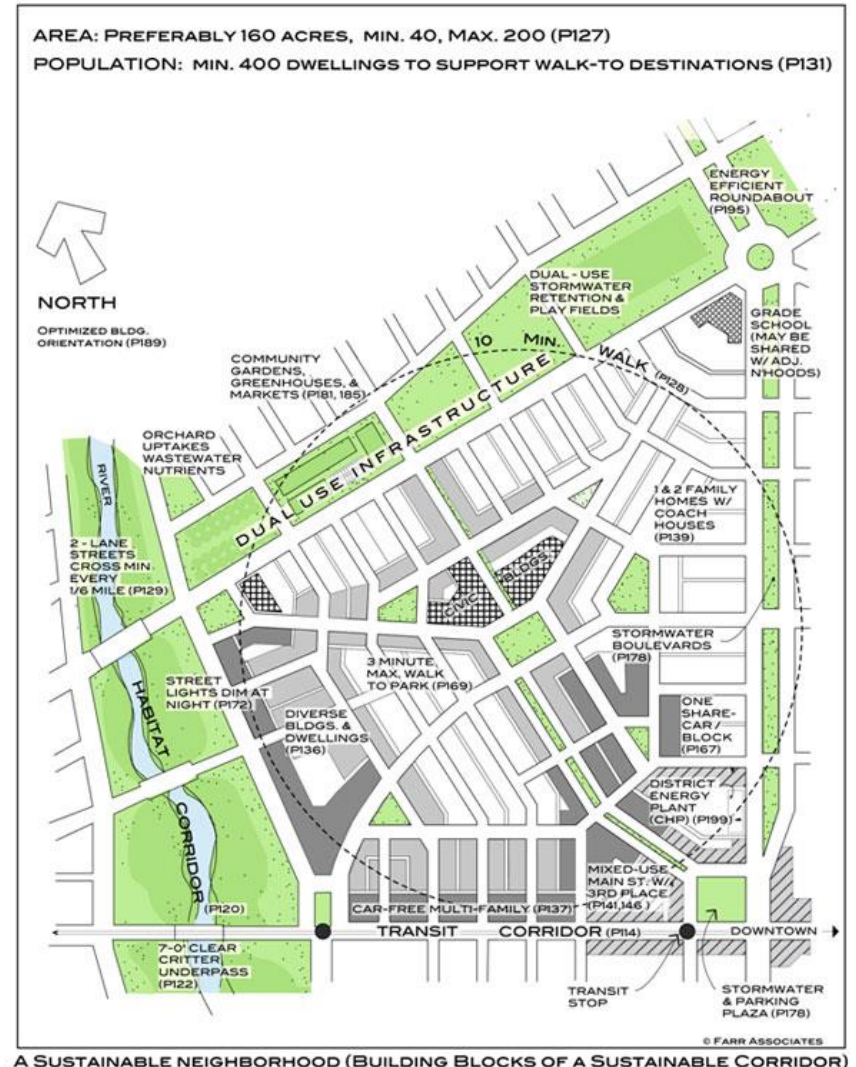 AREA: PREFERABLY 160 ACRES, MIN. 40, MAX. 200 (P127)
POPULATION: MIN. 400 DWELLINGS TO SUPPORT WALK-TO DESTINATIONS (P131)
ENERGY
EFFICIENT
ROUNDABOUT
(P195)
NORTH
OPTIMIZED BLDG.
ORIENTATION (P189)
DUAL - USE
STORMWATER
RETENTION &
PLAY FIELDS
GRADE
SCHOOL
(MAY BE
SHARED
W/ ADJ.
N'HOODS)
10 MIN. WALK (P128)
COMMUNITY
GARDENS,
GREENHOUSES, &
MARKETS (P181, 185)
DUAL USE INFRASTRUCTURE
ORCHARD
UPTAKES
WASTEWATER
NUTRIENTS
RIVER
1 & 2 FAMILY
HOMES W/
COACH
HOUSES
(P139)
2 - LANE
STREETS
CROSS MIN
EVERY
1/6 MILE (P129)
CIVIC BLDGS.
STORMWATER
BOULEVARDS
(P178)
3 MINUTE
MAX. WALK
TO PARK (P169)
STREET
LIGHTS DIM AT
NIGHT (P172)
DIVERSE
BLDGS. &
DWELLINGS
(P136)
ONE
SHARE-
CAR/
BLOCK
(P167)
HABITAT CORRIDOR (P120)
DISTRICT
ENERGY
PLANT
(CHP) (P199)
MIXED-USE
MAIN ST. W/
3RD PLACE
(P141,146)
CAR-FREE MULTI-FAMILY (P137)
TRANSIT CORRIDOR (P114)
DOWNTOWN
7'-0" CLEAR
CRITTER
UNDERPASS
(P122)
TRANSIT
STOP
STORMWATER
& PARKING
PLAZA (P178)
© FARR ASSOCIATES
A SUSTAINABLE NEIGHBORHOOD (BUILDING BLOCKS OF A SUSTAINABLE CORRIDOR)